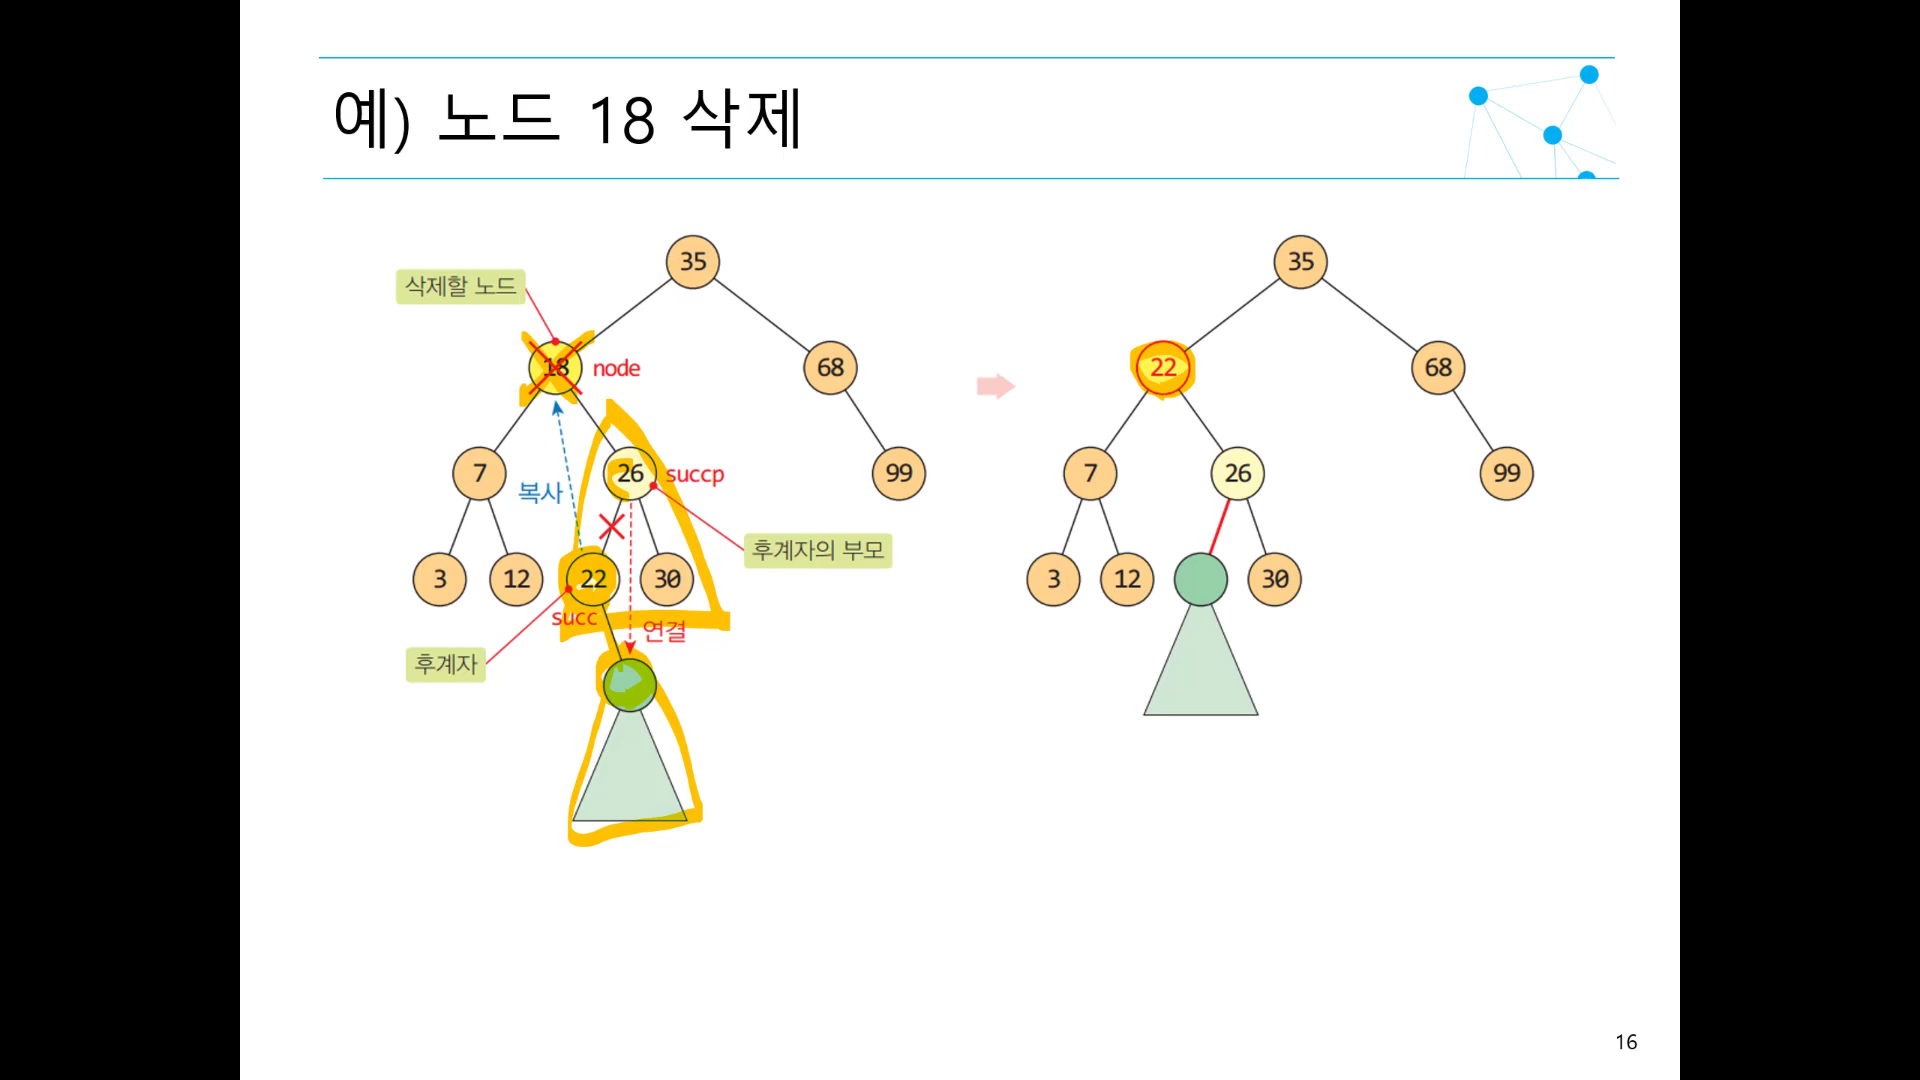 예) 노드 18 삭제
35
삭제할 노드
18 node
68
7
26 succp
99
복사
후계자의 부모
3 12 22 30
succ
연결
후계자
35
22
68
7
26
99
3 12 30
16